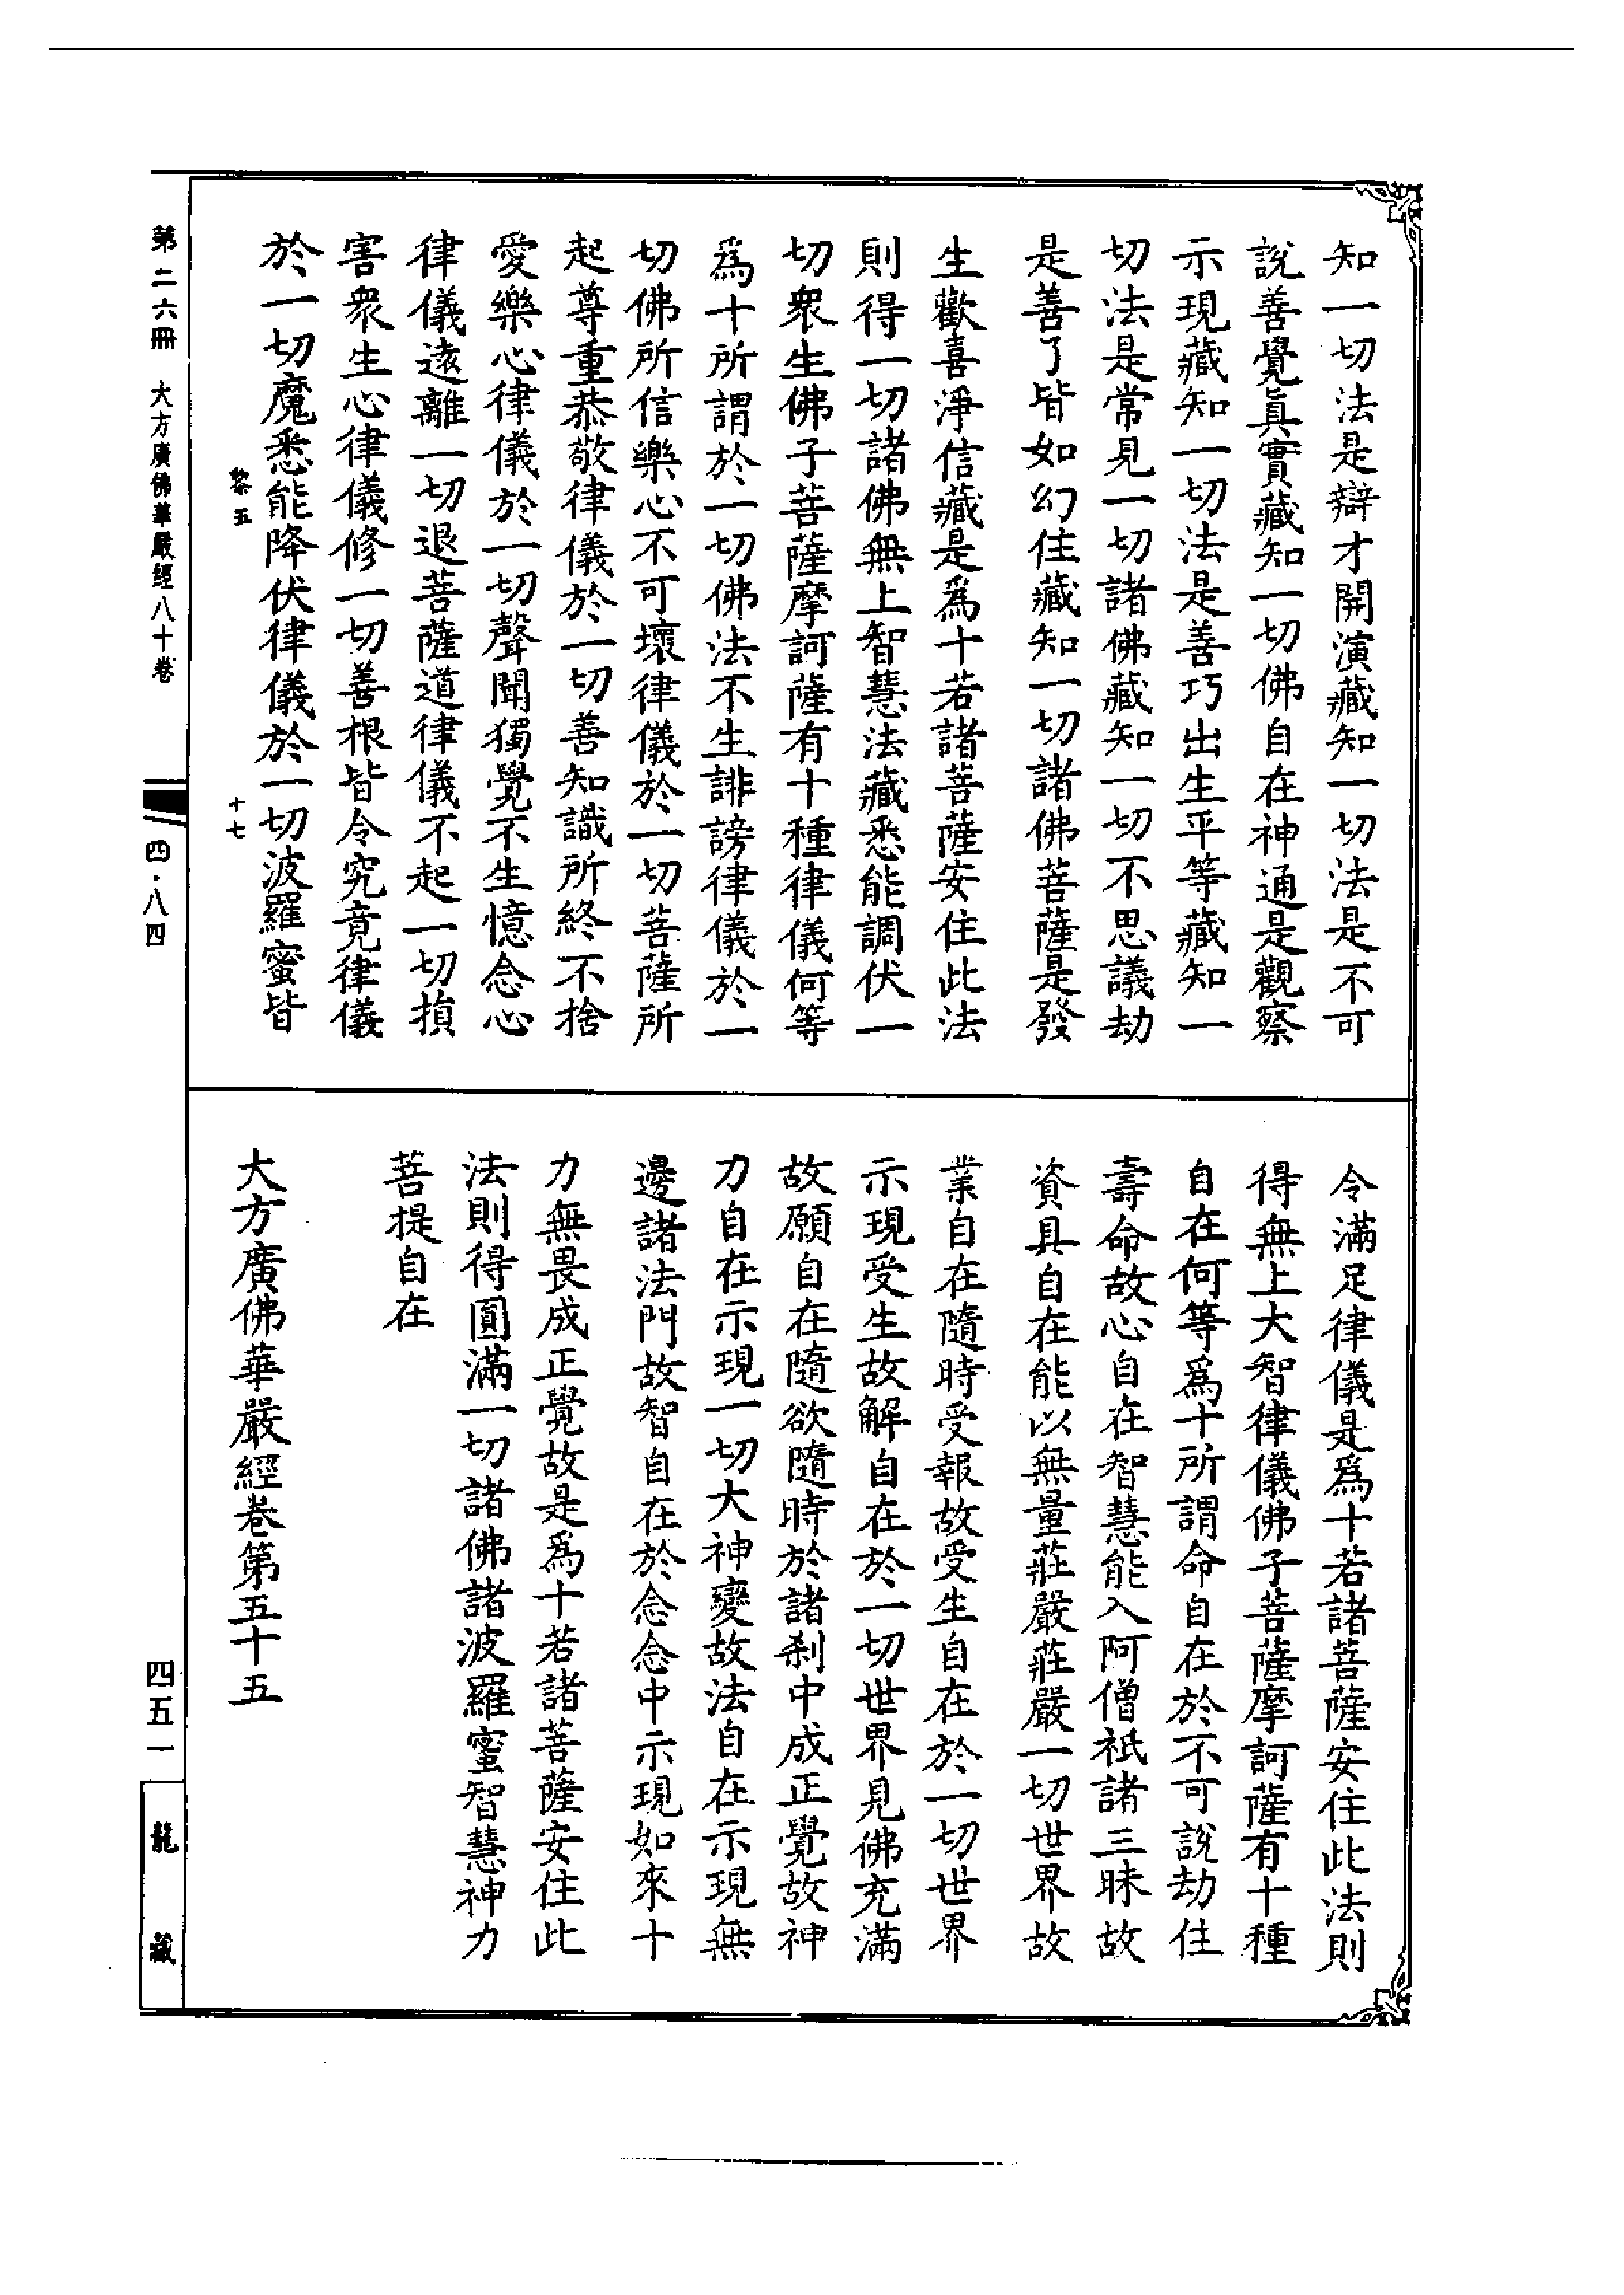 知一切法是辯才開演藏知一切法是不可
說善覺眞實藏知一切佛自在神通是觀察
示現藏知一切法是善巧出生平等藏知一
切法是常見一切諸佛藏知一切不思議劫
是善了皆如幻住藏知一切諸佛菩薩是發
生歡喜淨信藏是爲十若諸菩薩安住此法
則得一切諸佛無上智慧法藏悉能調伏一
切衆生佛子菩薩摩訶薩有十種律儀何等
爲十所謂於一切佛法不生誹謗律儀於一
切佛所信樂心不可壞律儀於一切菩薩所
起尊重恭敬律儀於一切善知識所終不捨
愛樂心律儀於一切聲聞獨覺不生憶念心
律儀遠離一切退菩薩道律儀不起一切損
害衆生心律儀修一切善根皆令究竟律儀
於一切魔悉能降伏律儀於一切波羅蜜皆
黎五 十七
令滿足律儀是爲十若諸菩薩安住此法則
得無上大智律儀佛子菩薩摩訶薩有十種
自在何等爲十所謂命自在於不可說劫住
壽命故心自在智慧能入阿僧祇諸三昧故
資具自在能以無量莊嚴莊嚴一切世界故
業自在隨時受報故受生自在於一切世界
示現受生故解自在於一切世界見佛充滿
故願自在隨欲隨時於諸刹中成正覺故神
力自在示現一切大神變故法自在示現無
邊諸法門故智自在於念念中示現如來十
力無畏成正覺故是爲十若諸菩薩安住此
法則得圓滿一切諸佛諸波羅蜜智慧神力
菩提自在
大方廣佛華嚴經卷第五十五
第二六冊 大方廣佛華嚴經八十卷 四·八四 四五一 龍藏